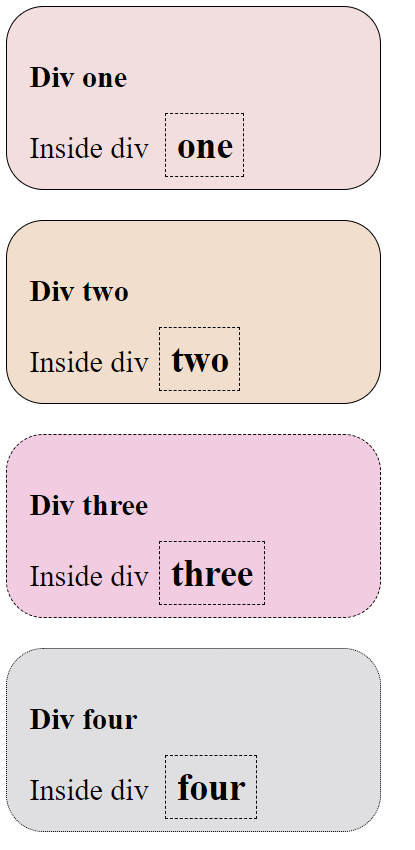 Div one
Inside div one
Div two
Inside div two
Div three
Inside div three
Div four
Inside div four